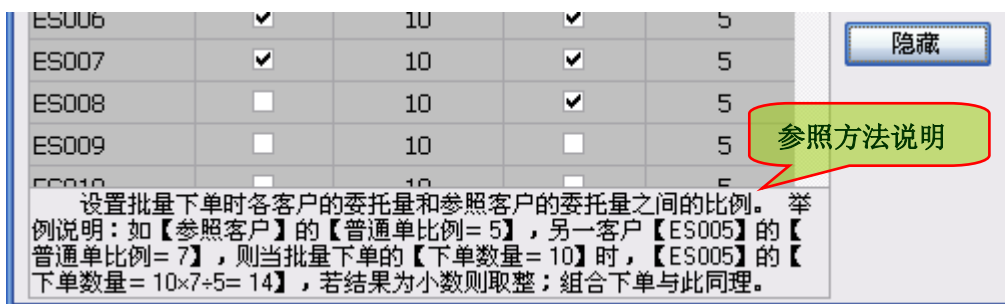 ES006 10 5
隐藏
ES007 10 5
ES008 10 5
参照方法说明
ES009 10 5
ES010 10 5
设置批量下单时各客户的委托量和参照客户的委托量之间的比例。 举
例说明：如【参照客户】的【普通单比例= 5】，另一客户【ES005】的【
普通单比例= 7】，则当批量下单的【下单数量= 10】时，【ES005】的【
下单数量= 10×7÷5= 14】，若结果为小数则取整；组合下单与此同理。